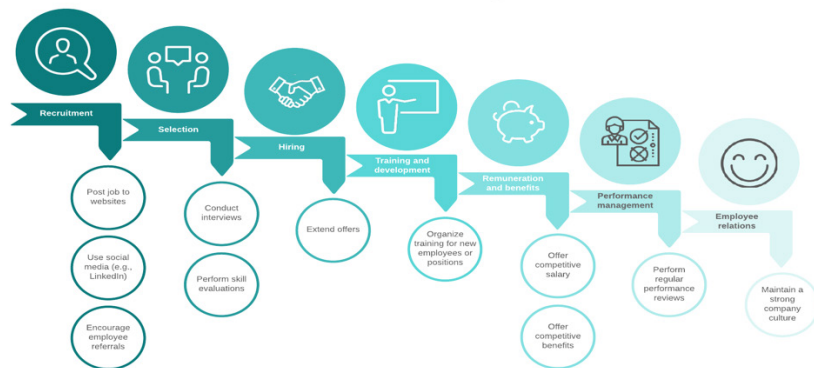 Recruitment
Post job to
websites
Use social
media (e.g.,
LinkedIn)
Encourage
employee
referrals
Selection
Conduct
interviews
Perform skill
evaluations
Hiring
Extend offers
Training and
development
Organize
training for new
employees or
positions
Remuneration
and benefits
Offer
competitive
salary
Offer
competitive
benefits
Performance
management
Perform
regular
performance
reviews
Employee
relations
Maintain a
strong
company
culture